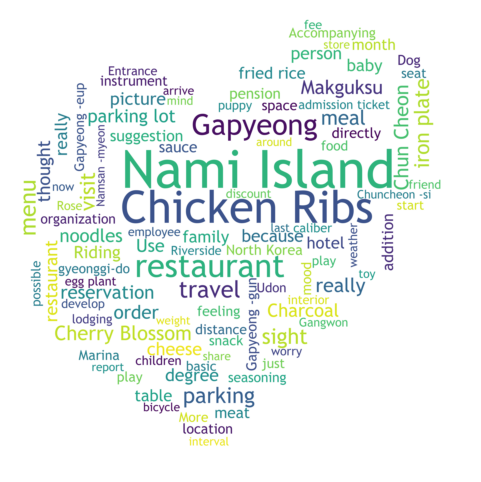 fee
Accompanying
store month
Entrance person Dog
instrument arrive fried rice baby seat
picture mind pension Makguksu
parking lot puppy space admission ticket meal
suggestion Gapyeong directly
sauce around food
Gapyeong -eup
Namsan -myeon
really
thought
visit
menu
now
Rose
Nami Island
Chun Cheon
iron plate
friend
discount
Chuncheon -si
Chicken Ribs
start
organization
employee
last caliber
noodles Use family because hotel
weather
addition
Riding Riverside North Korea
restaurant
restaurant
gyeonggi-do
play
possible
egg plant
Udon
mood
toy
reservation travel really
develop
lodging
order
weight
feeling
Gapyeong -gun
interior
Charcoal
Gangwon
Cherry Blossom distance sight
Marina cheese snack worry
report children basic share just
play degree seasoning
table parking
bicycle More meat
location
interval